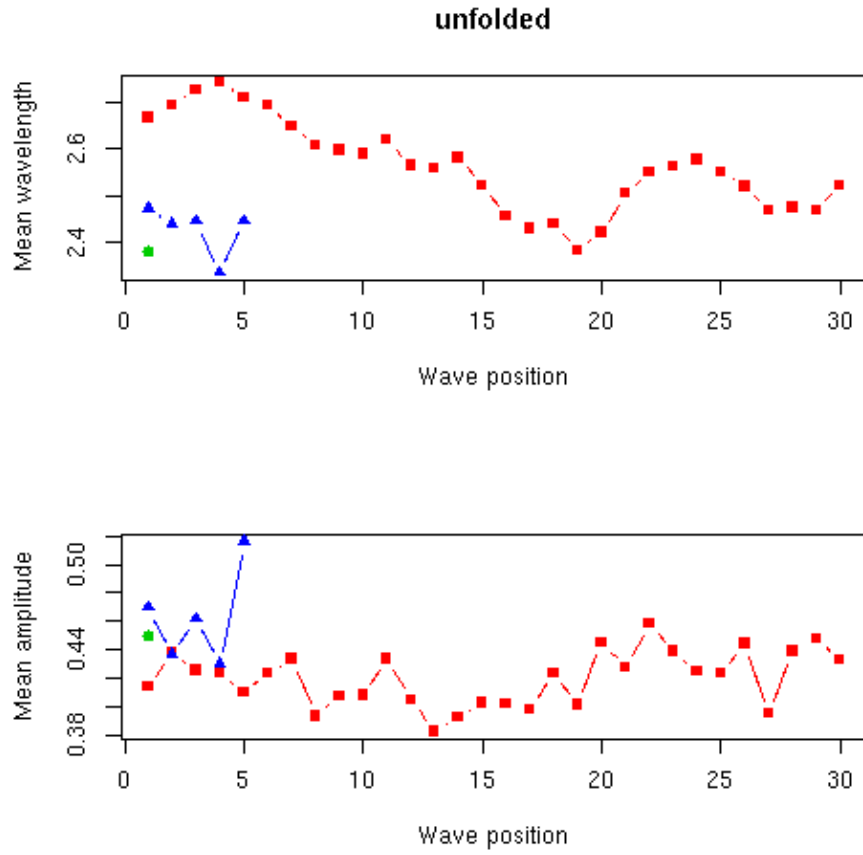 unfolded
Mean wavelength
2.6
2.4
0 5 10 15 20 25 30
Wave position
Mean amplitude
0.50
0.44
0.38
0 5 10 15 20 25 30
Wave position